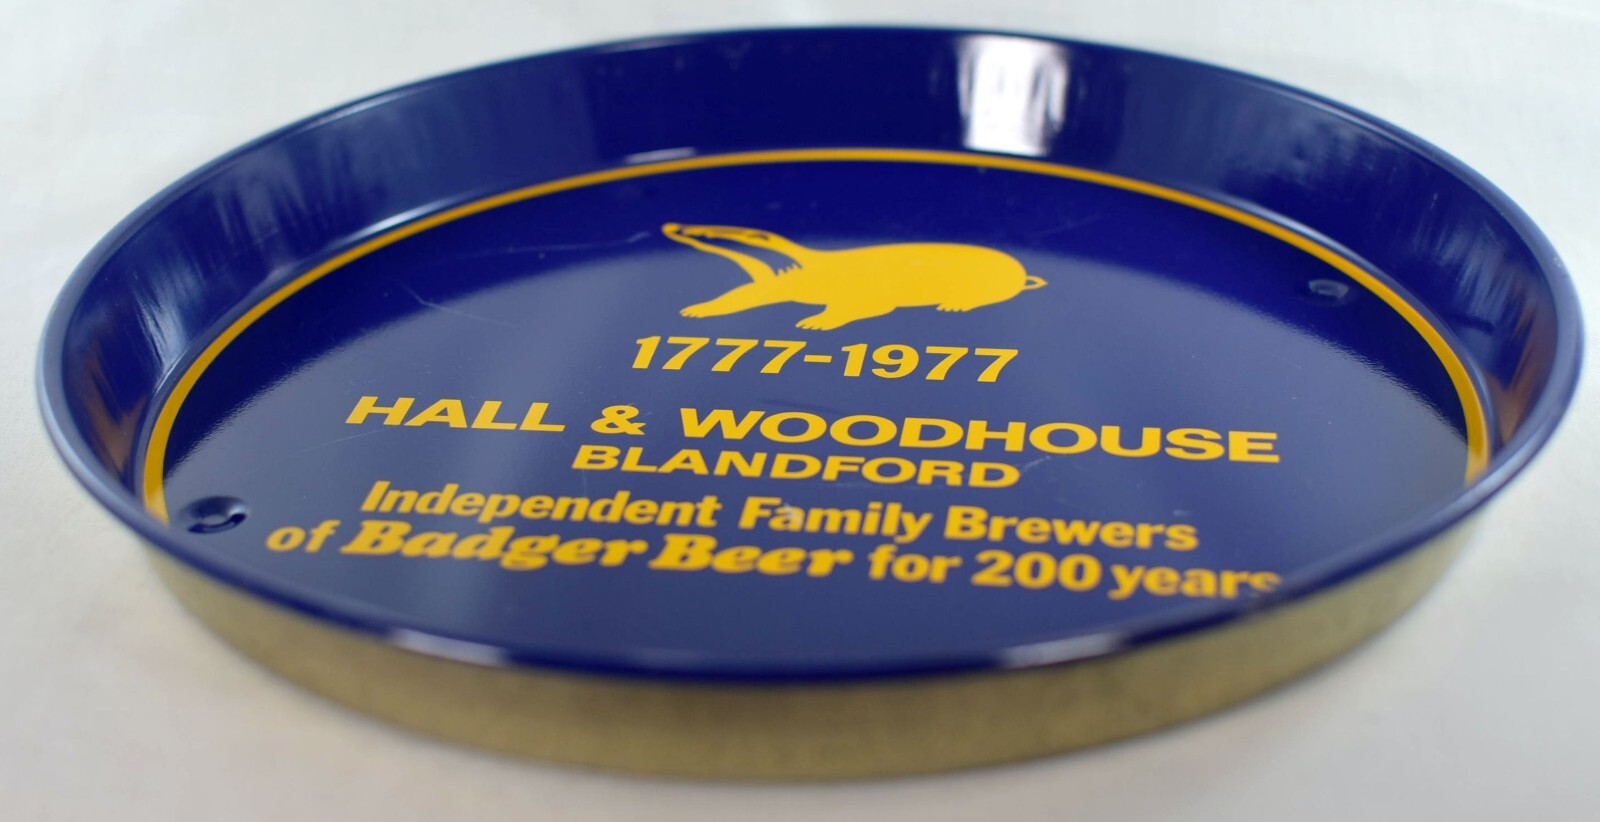 1777-1977
HALL & WOODHOUSE
BLANDFORD
Independent Family Brewers
of Badger Beer for 200 years